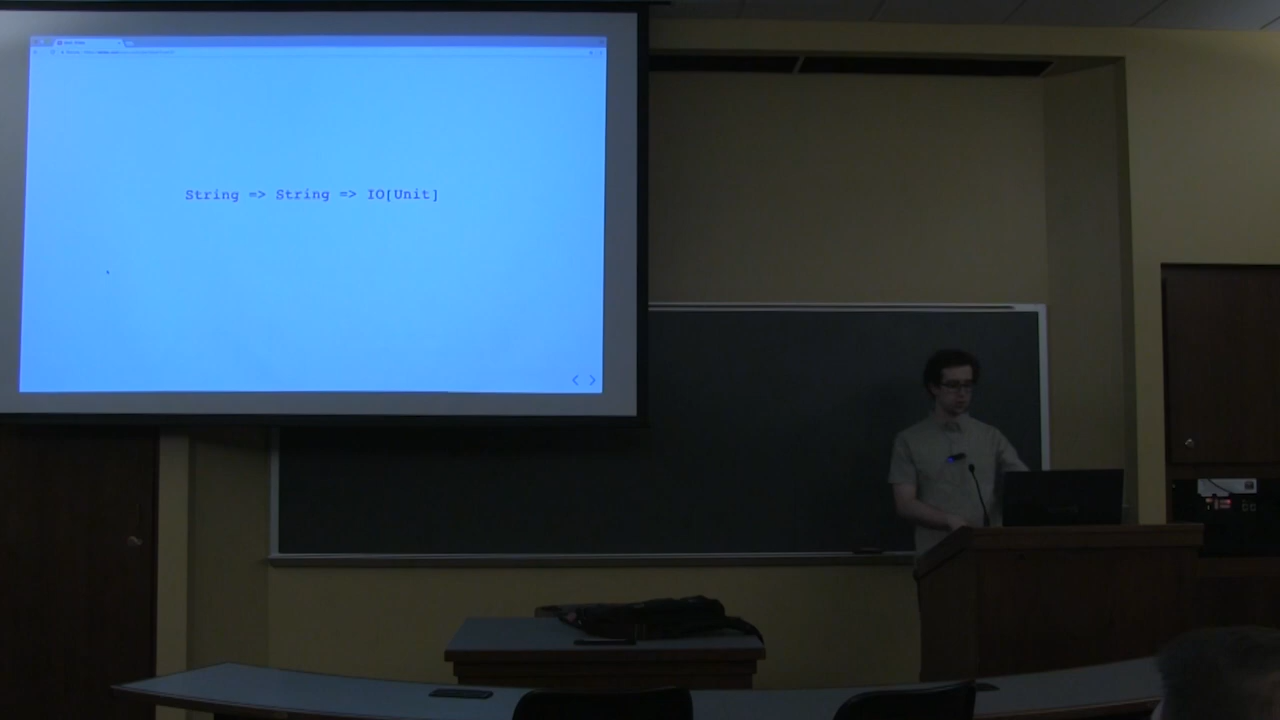 String => String => IO[Unit]